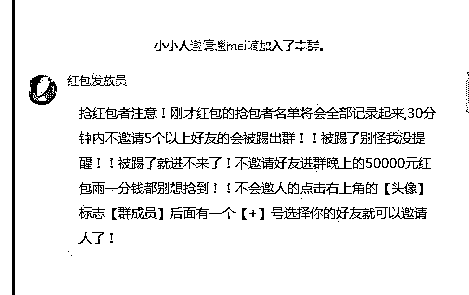 小小人邀请蜜mei滴加入了本群。
红包发放员
抢红包者注意！刚才红包的抢包者名单将会全部记录起来,30分
钟内不邀请5个以上好友的会被踢出群！！被踢了别怪我没提
醒！！被踢了就进不来了！不邀请好友进群晚上的50000元红
包雨一分钱都别想抢到！！不会邀人的点击右上角的【头像】
标志【群成员】后面有一个【+】号选择你的好友就可以邀请
人了！